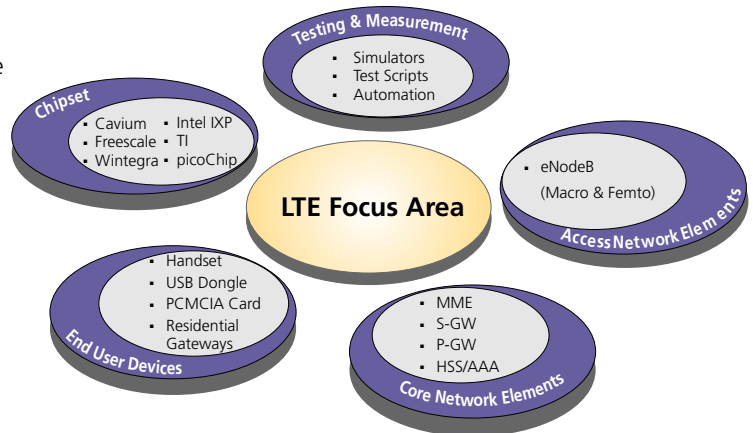 e
Testing & Measurement
▪ Simulators
▪ Test Scripts
▪ Automation
Chipset
▪ Cavium ▪ Intel IXP
▪ Freescale ▪ TI
▪ Wintegra ▪ picoChip
LTE Focus Area
▪ eNodeB
(Macro & Femto)
Access Network Elements
▪ Handset
▪ USB Dongle
▪ PCMCIA Card
▪ Residential
Gateways
End User Devices
▪ MME
▪ S-GW
▪ P-GW
▪ HSS/AAA
Core Network Elements